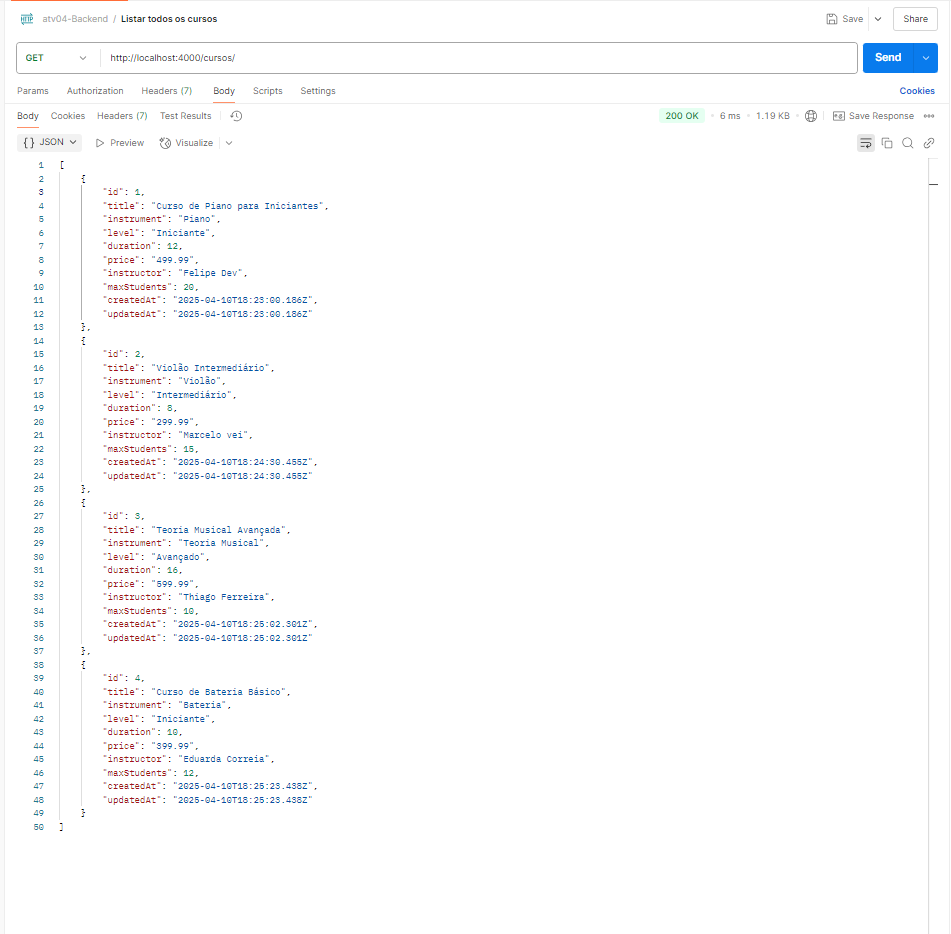 HTTP atv04-Backend / Listar todos os cursos Save Share
GET http://localhost:4000/cursos/ Send
Params Authorization Headers (7) Body Scripts Settings Cookies
Body Cookies Headers (7) Test Results 200 OK • 6 ms • 1.19 KB • Save Response
{} JSON Preview Visualize
1 [
2 {
3 "id": 1,
4 "title": "Curso de Piano para Iniciantes",
5 "instrument": "Piano",
6 "level": "Iniciante",
7 "duration": 12,
8 "price": "499.99",
9 "instructor": "Felipe Dev",
10 "maxStudents": 20,
11 "createdAt": "2025-04-10T18:23:00.186Z",
12 "updatedAt": "2025-04-10T18:23:00.186Z"
13 },
14 {
15 "id": 2,
16 "title": "Violão Intermediário",
17 "instrument": "Violão",
18 "level": "Intermediário",
19 "duration": 8,
20 "price": "299.99",
21 "instructor": "Marcelo vei",
22 "maxStudents": 15,
23 "createdAt": "2025-04-10T18:24:30.455Z",
24 "updatedAt": "2025-04-10T18:24:30.455Z"
25 },
26 {
27 "id": 3,
28 "title": "Teoria Musical Avançada",
29 "instrument": "Teoria Musical",
30 "level": "Avançado",
31 "duration": 16,
32 "price": "599.99",
33 "instructor": "Thiago Ferreira",
34 "maxStudents": 10,
35 "createdAt": "2025-04-10T18:25:02.301Z",
36 "updatedAt": "2025-04-10T18:25:02.301Z"
37 },
38 {
39 "id": 4,
40 "title": "Curso de Bateria Básico",
41 "instrument": "Bateria",
42 "level": "Iniciante",
43 "duration": 10,
44 "price": "399.99",
45 "instructor": "Eduarda Correia",
46 "maxStudents": 12,
47 "createdAt": "2025-04-10T18:25:23.438Z",
48 "updatedAt": "2025-04-10T18:25:23.438Z"
49 }
50 ]